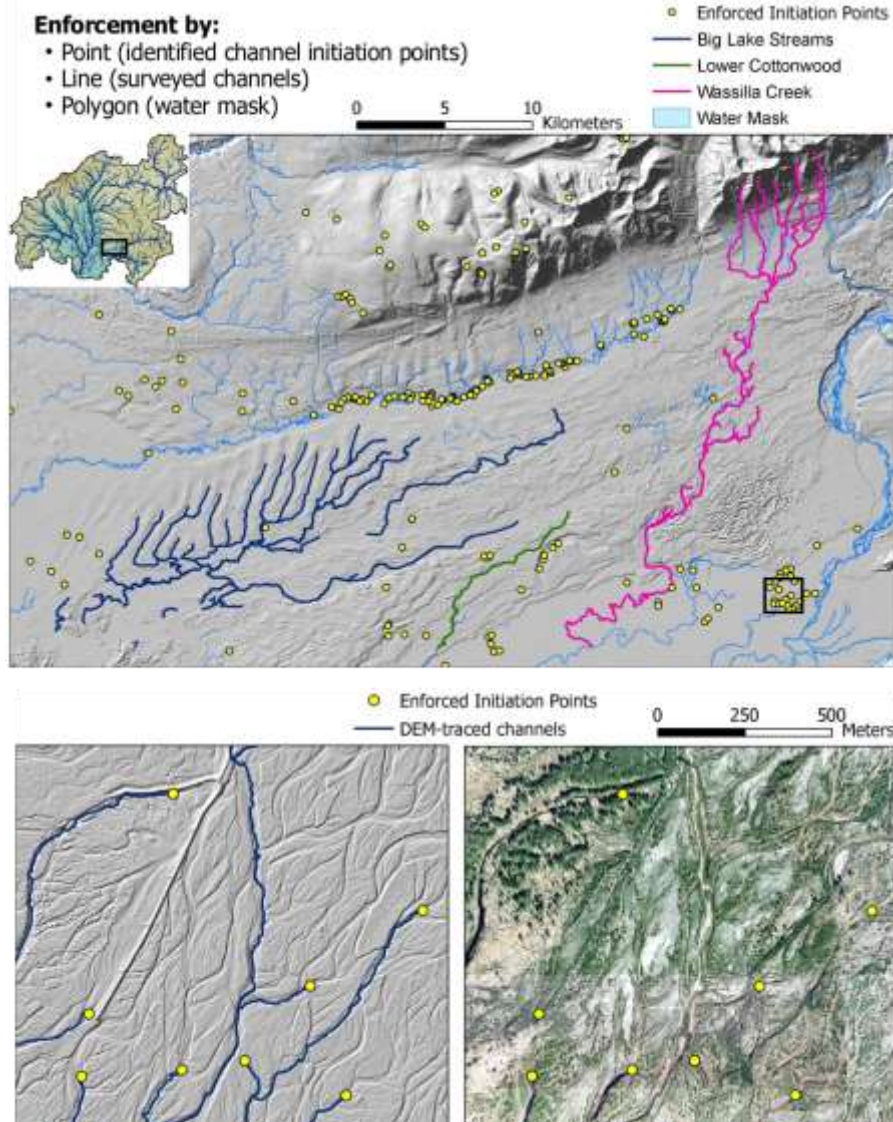 Enforcement by:
• Point (identified channel initiation points)
• Line (surveyed channels)
• Polygon (water mask)
0 5 10
Kilometers
Enforced Initiation Points
Big Lake Streams
Lower Cottonwood
Wassilla Creek
Water Mask
Enforced Initiation Points
DEM-traced channels
0 250 500
Meters